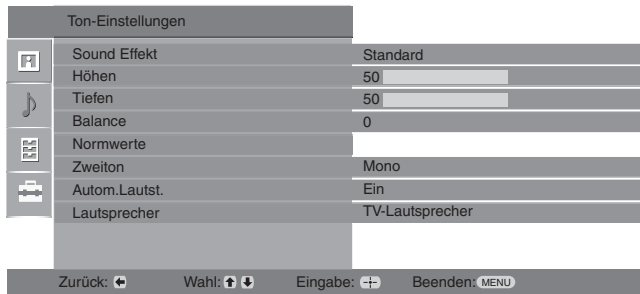 Ton-Einstellungen
Sound Effekt Standard
Höhen 50
Tiefen 50
Balance 0
Normwerte
Zweiton Mono
Autom.Lautst. Ein
Lautsprecher TV-Lautsprecher
Zurück: Wahl: Eingabe: Beenden: MENU